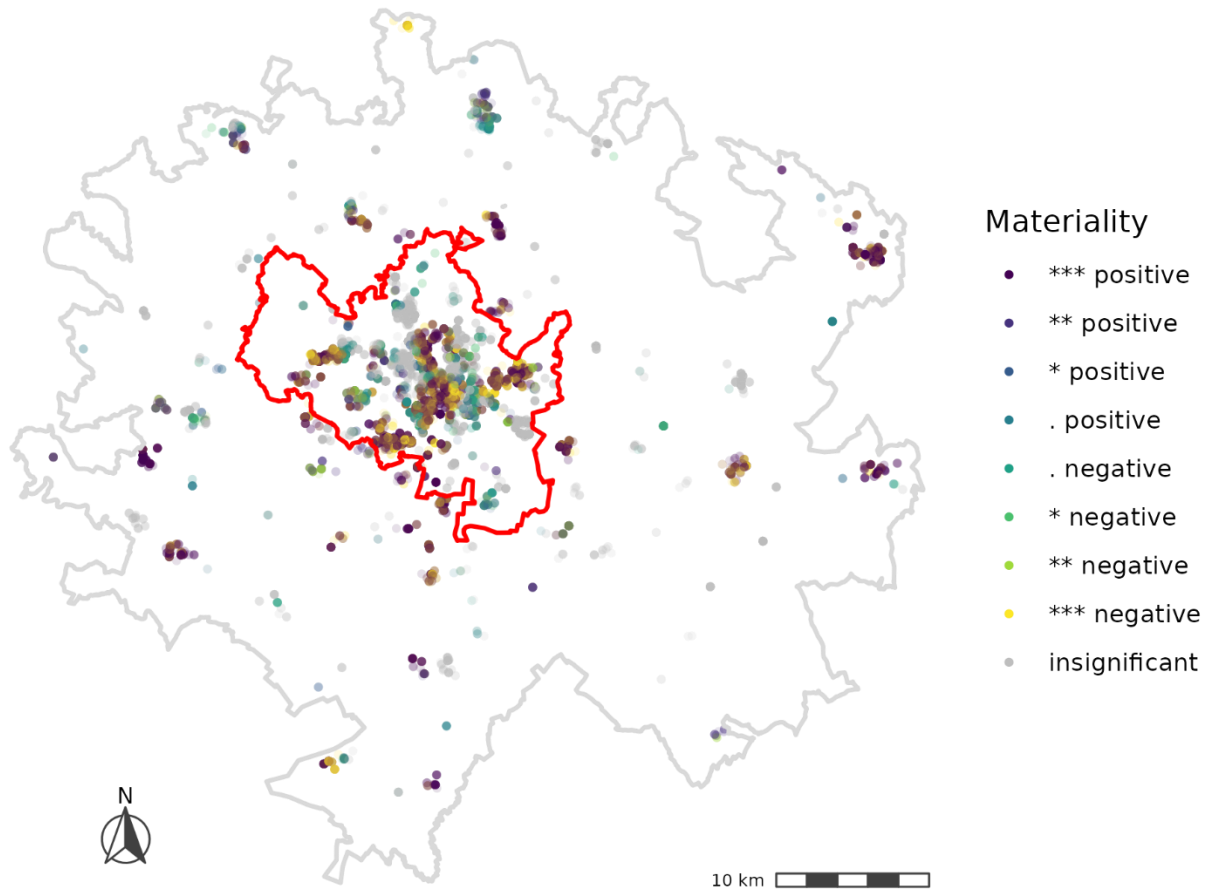 Materiality
*** positive
** positive
* positive
. positive
. negative
* negative
** negative
*** negative
insignificant
N
10 km